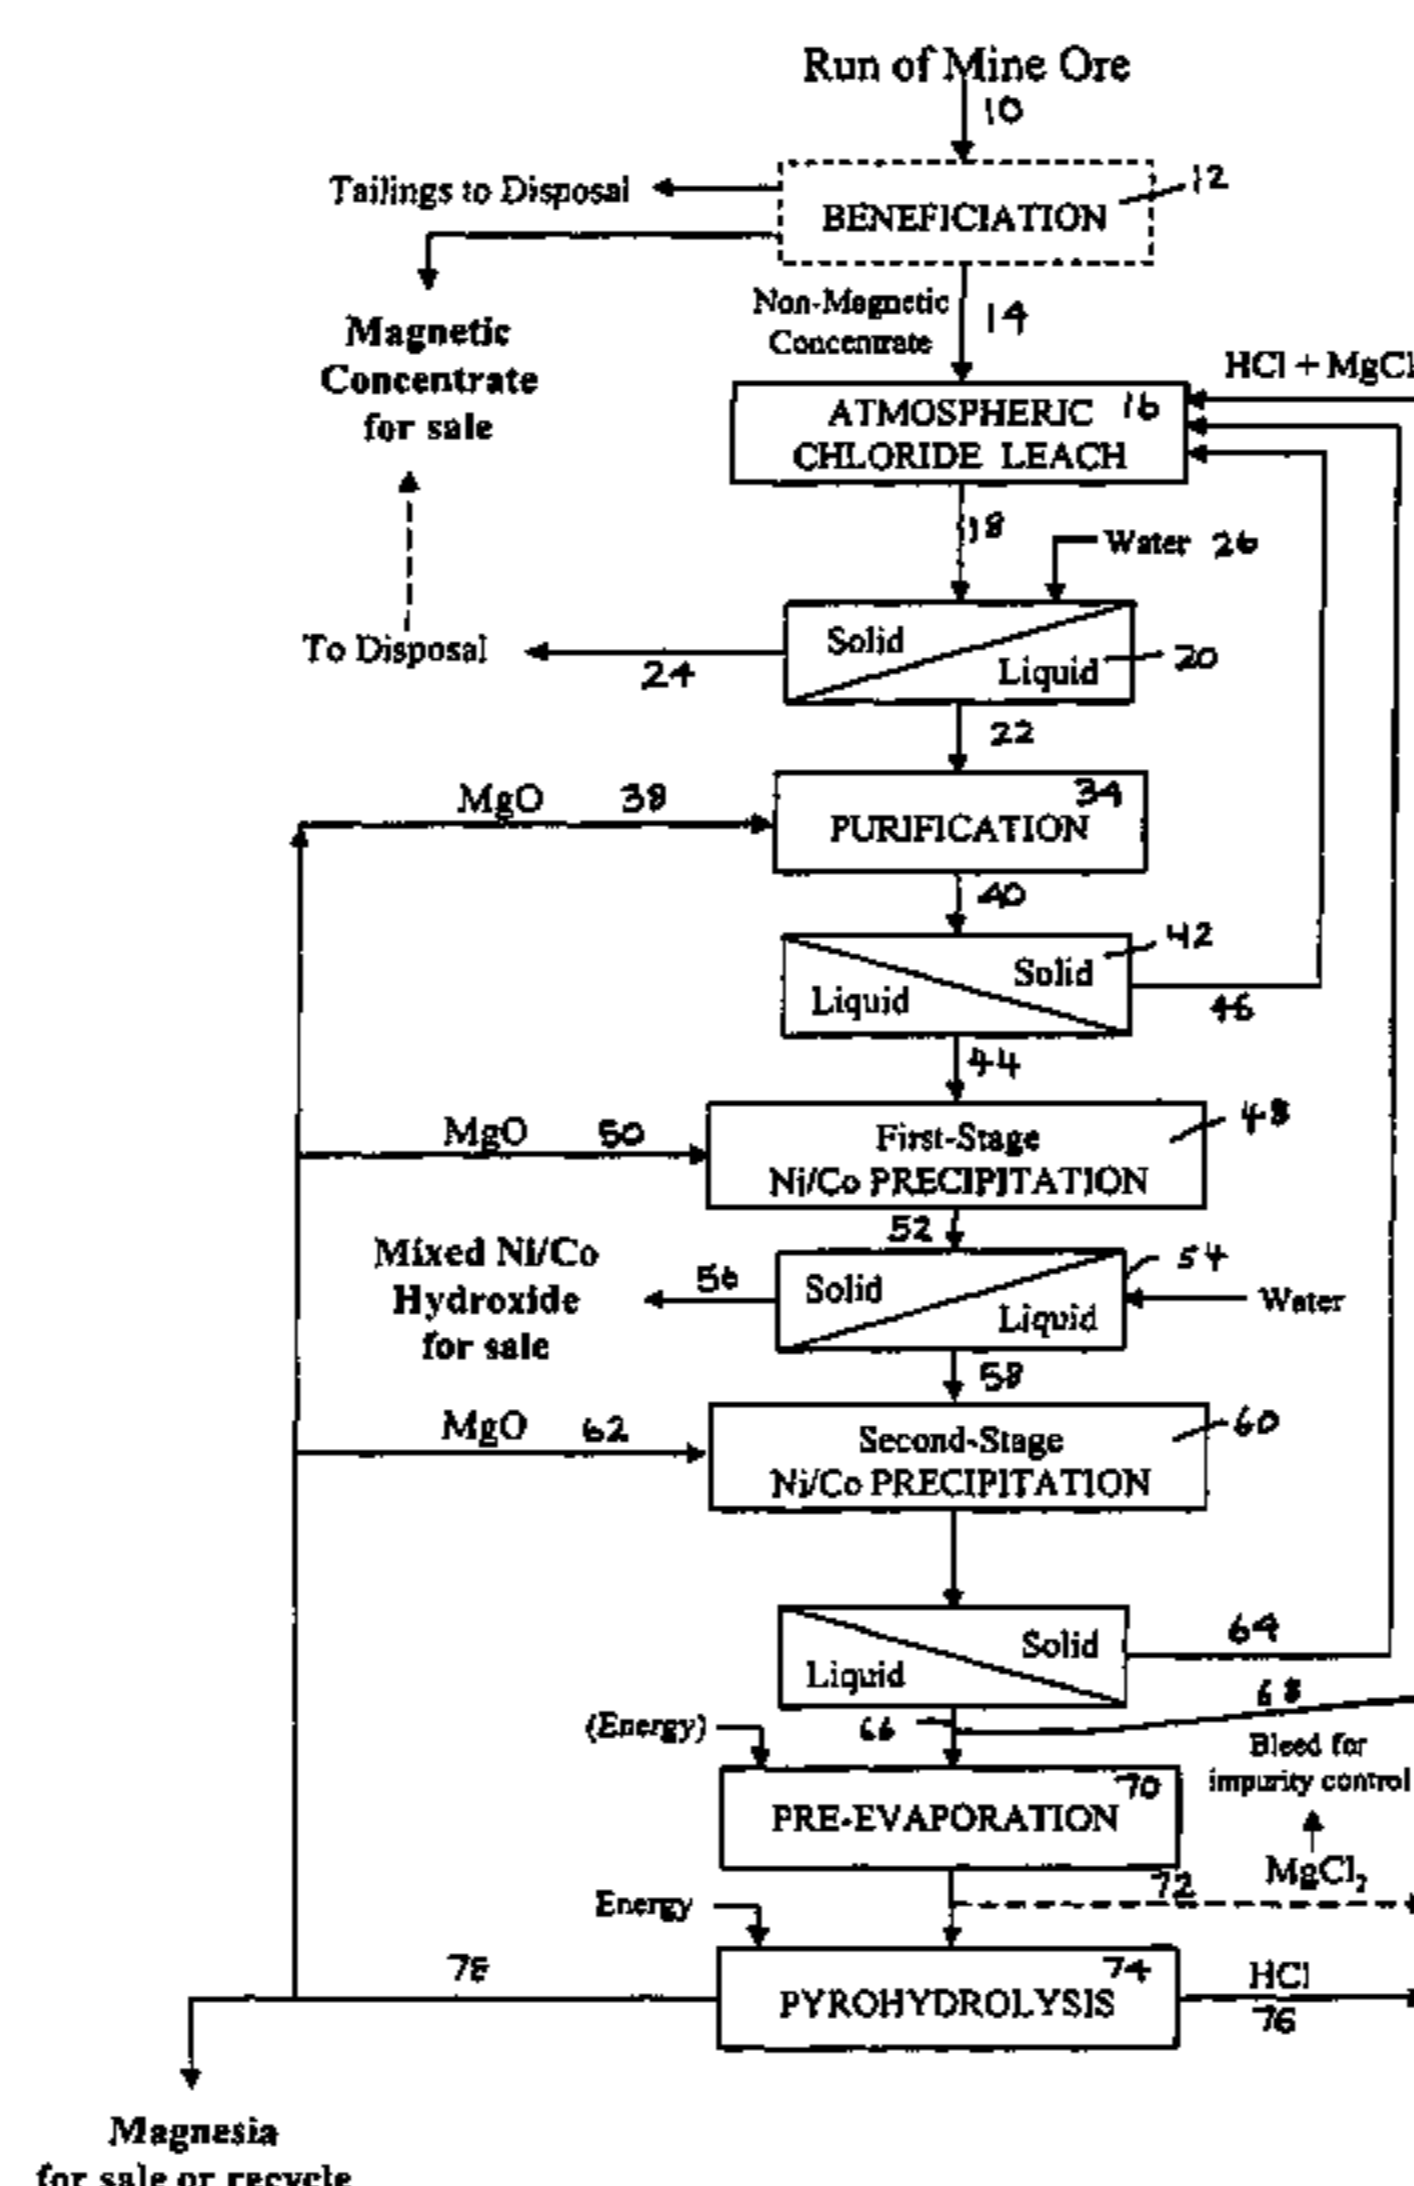 Run of Mine Ore
10
Tailings to Disposal
12
BENEFICIATION
Non-Magnetic
Concentrate
14
Magnetic
Concentrate
for sale
HCl + MgCl
ATMOSPHERIC
CHLORIDE LEACH
16
18
Water 26
To Disposal
24
Solid
Liquid
20
22
MgO 38
34
PURIFICATION
40
42
Solid
Liquid
46
44
MgO 50
First-Stage
Ni/Co PRECIPITATION
48
52
Mixed Ni/Co
Hydroxide
for sale
56
Solid
Liquid
54
Water
58
MgO 62
Second-Stage
Ni/Co PRECIPITATION
60
Solid
Liquid
64
68
66
(Energy)
Bleed for
impurity control
70
PRE-EVAPORATION
MgCl₂
72
Energy
78
74
PYROHYDROLYSIS
HCl
76
Magnesia
for sale or recycle